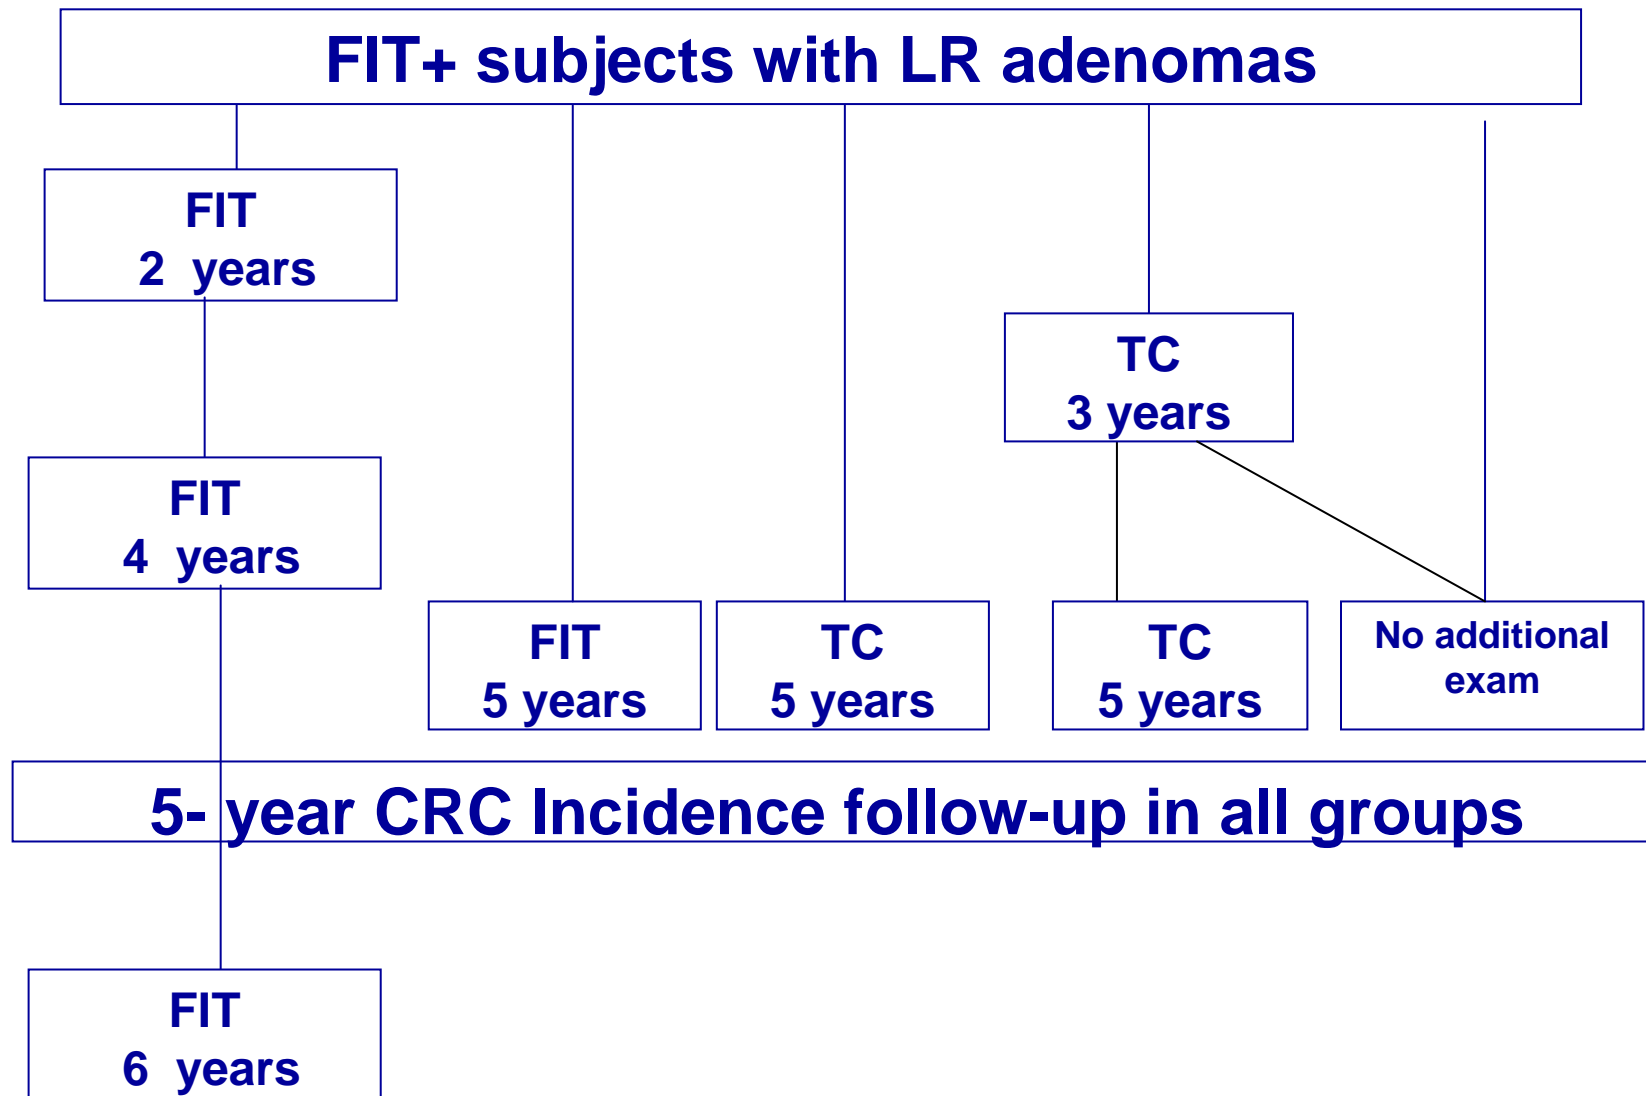 FIT+ subjects with LR adenomas
FIT
2 years
TC
3 years
FIT
4 years
FIT
5 years
TC
5 years
TC
5 years
No additional
exam
5- year CRC Incidence follow-up in all groups
FIT
6 years